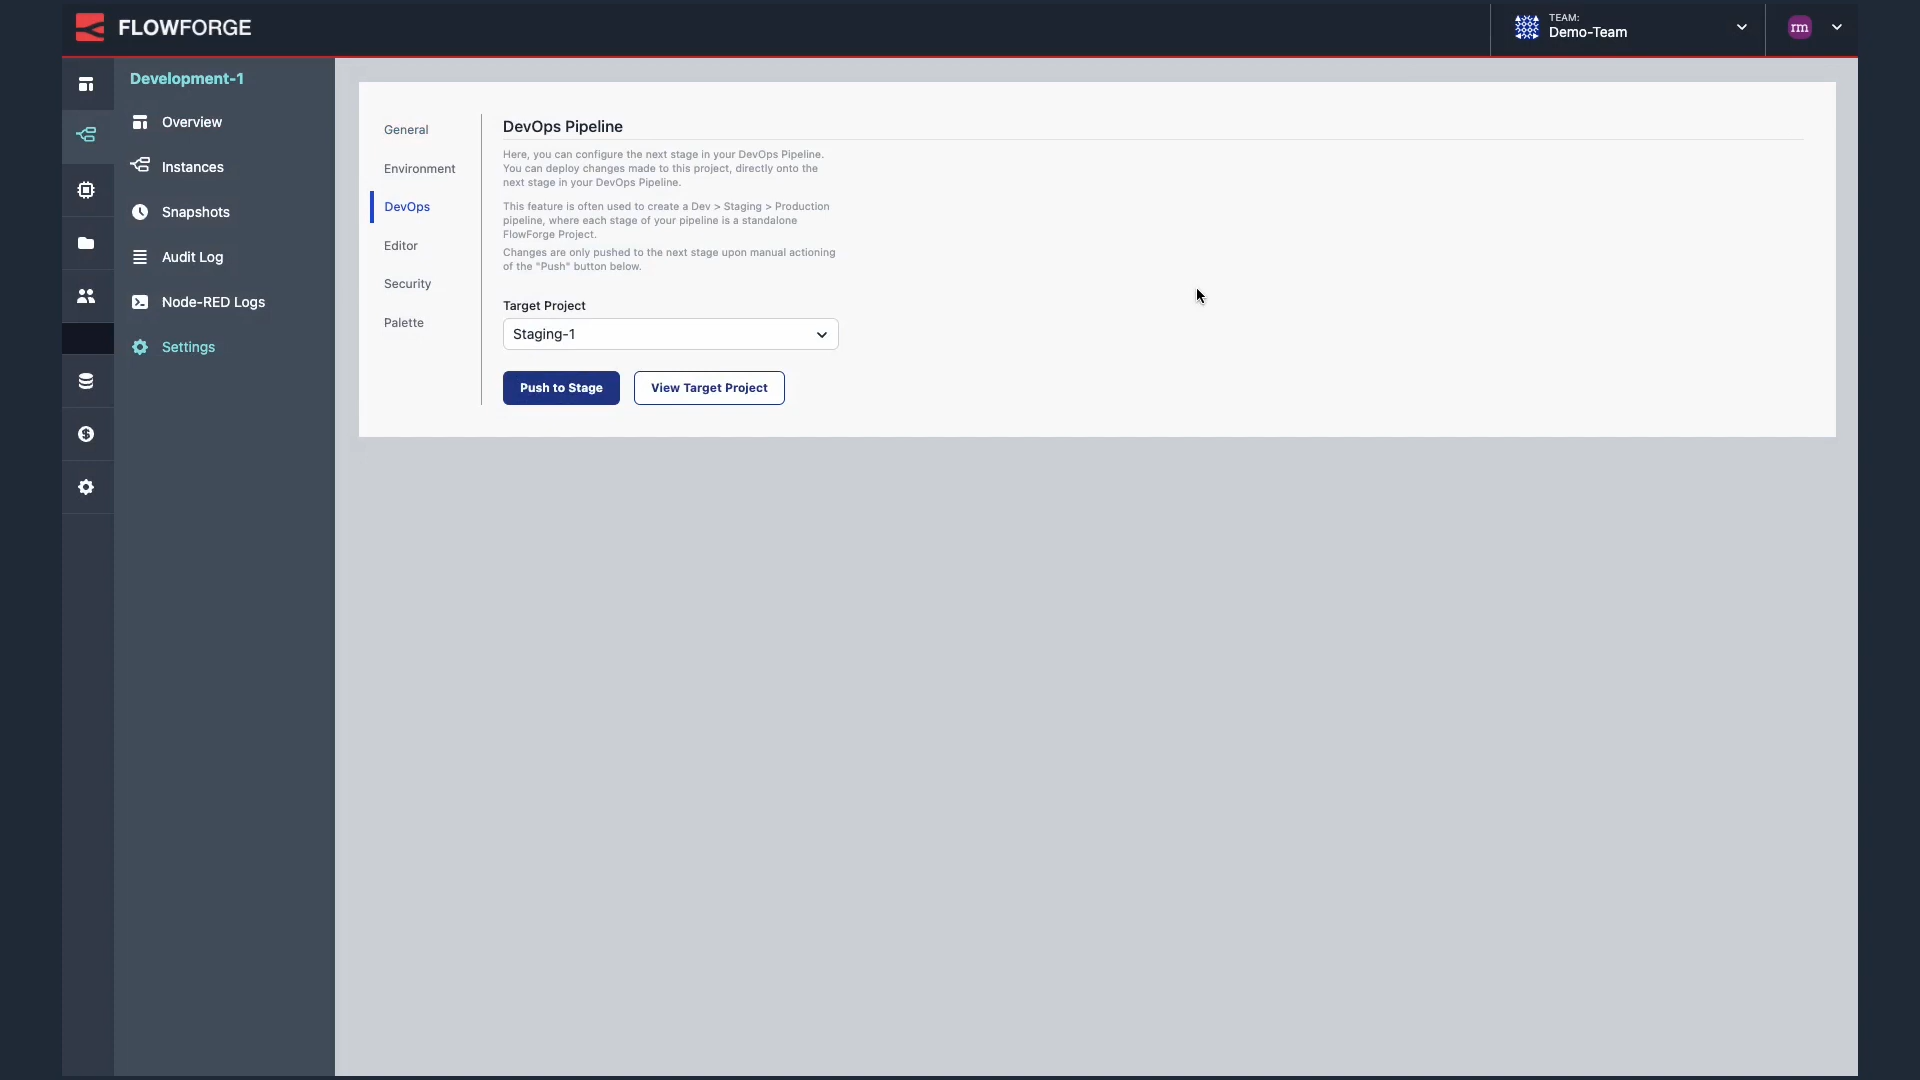 FLOWFORGE
TEAM:
Demo-Team
rm
Development-1
Overview
Instances
Snapshots
Audit Log
Node-RED Logs
Settings
General
Environment
DevOps
Editor
Security
Palette
DevOps Pipeline
Here, you can configure the next stage in your DevOps Pipeline.
You can deploy changes made to this project, directly onto the
next stage in your DevOps Pipeline.
This feature is often used to create a Dev > Staging > Production
pipeline, where each stage of your pipeline is a standalone
FlowForge Project.
Changes are only pushed to the next stage upon manual actioning
of the "Push" button below.
Target Project
Staging-1
Push to Stage
View Target Project